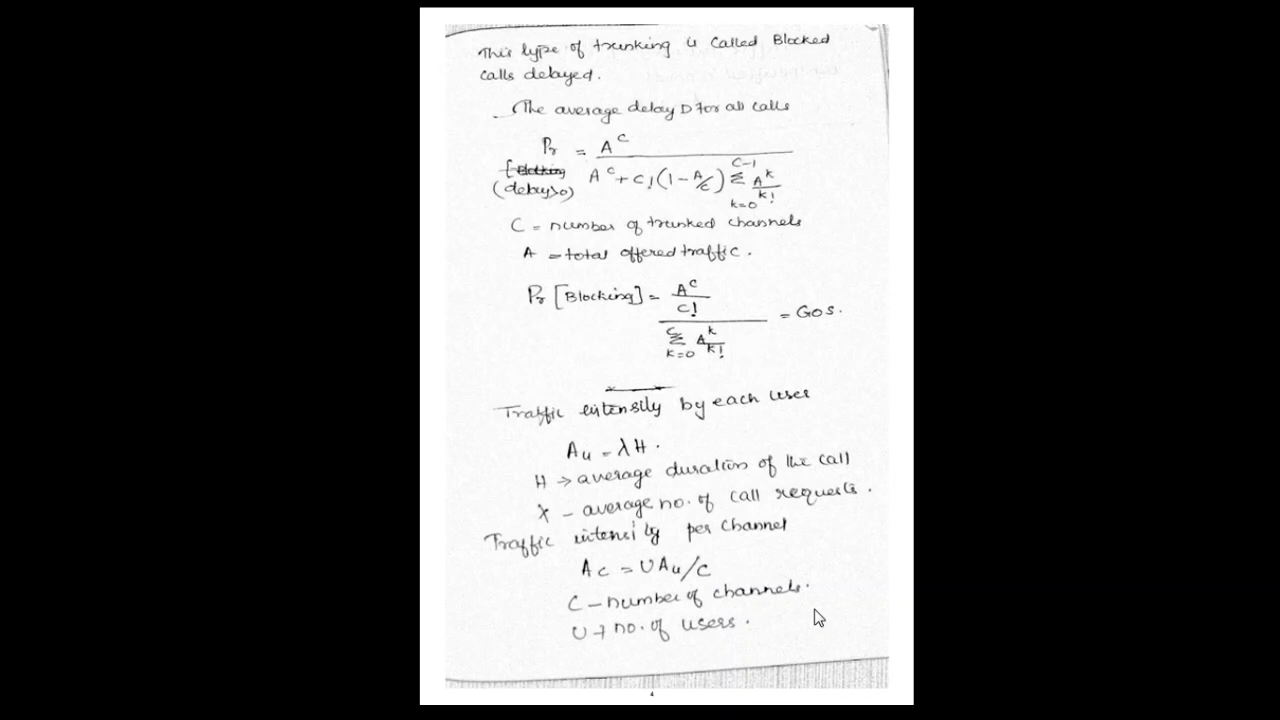 This type of trunking is called Blocked
calls delayed.
The average delay D for all calls
Pr = A^C
[Blocking
(delay>0) A^C + C! (1 - A/C) Σ A^k/k!
C-1
k=0
C = number of trunked channels
A = total offered traffic.
Pr [Blocking] = A^C/C! = GOS.
Σ A^k/k!
C
k=0
Traffic intensity by each user
Au = λH.
H → average duration of the call
λ - average no. of call requests.
Traffic intensity per channel
Ac = UAu/C
C - number of channels.
U → no. of users.
4